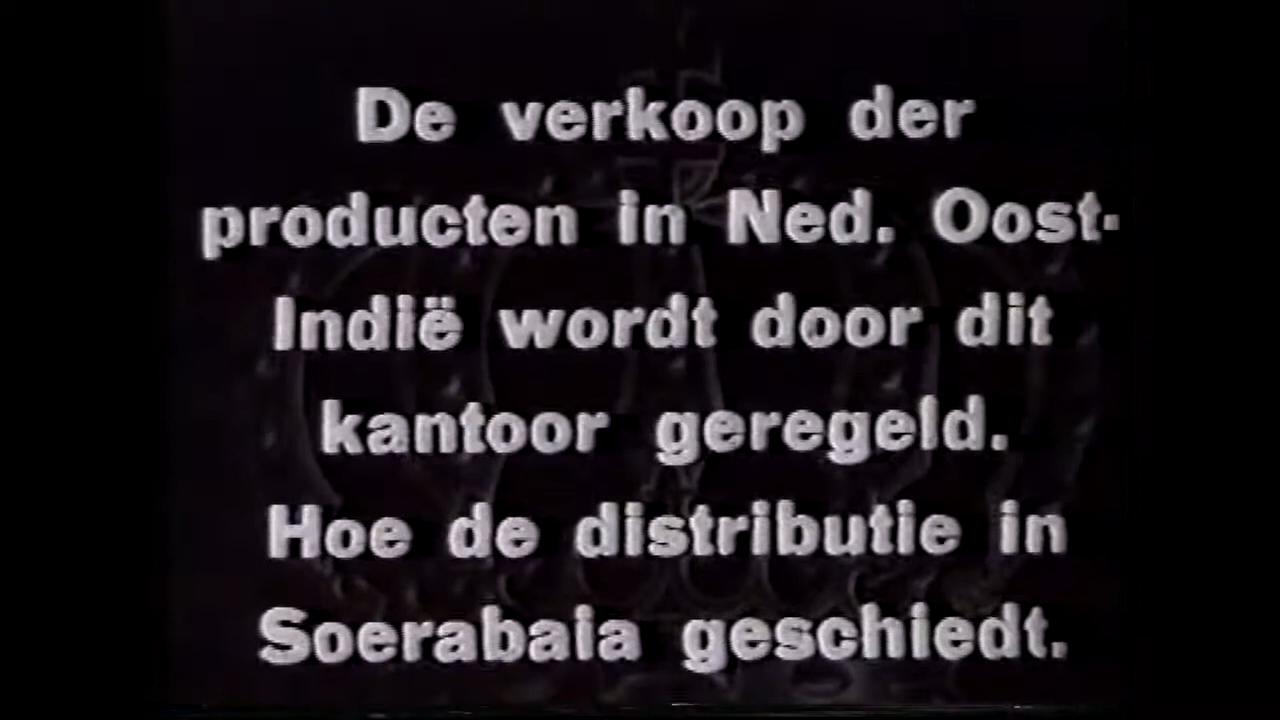 De verkoop der
producten in Ned. Oost-
Indië wordt door dit
kantoor geregeld.
Hoe de distributie in
Soerabaia geschiedt.